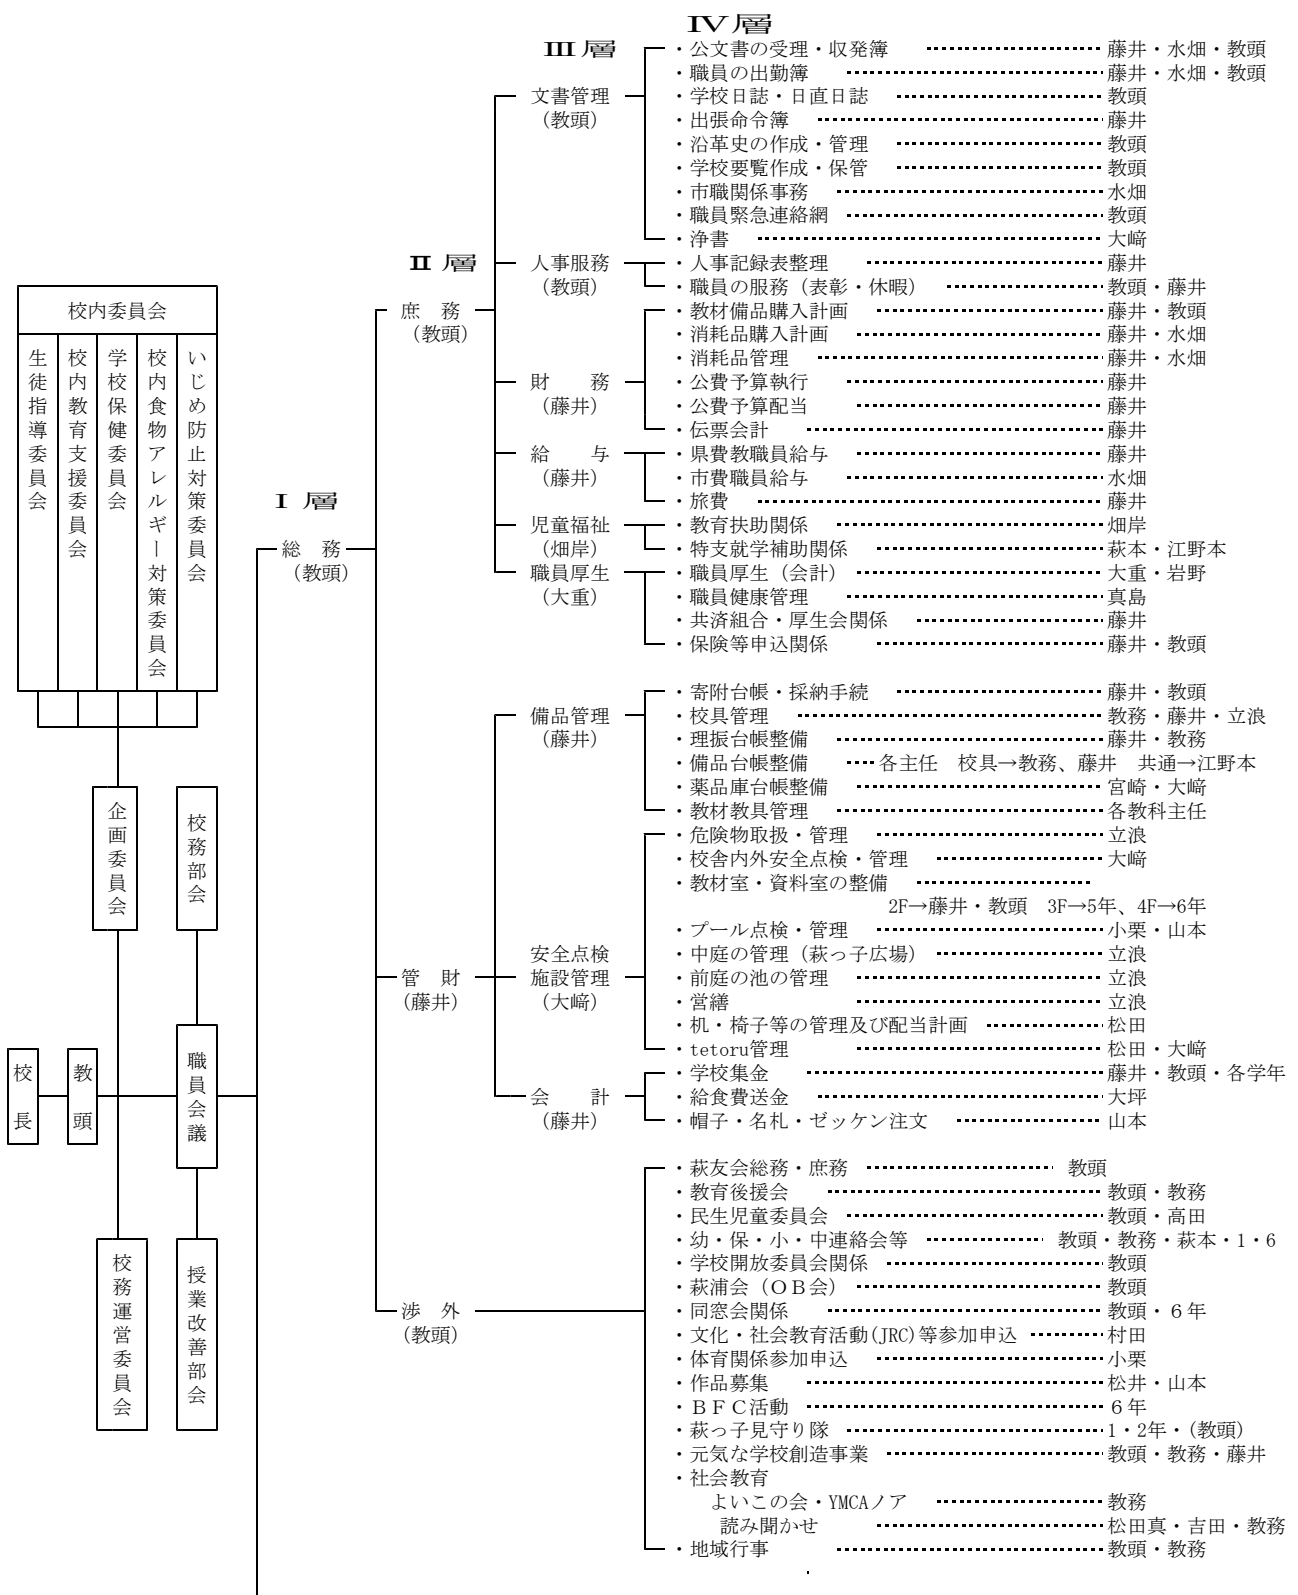 Ⅳ層
Ⅲ層
・公文書の受理・収発簿 藤井・水畑・教頭
・職員の出勤簿 藤井・水畑・教頭
文書管理
(教頭)
・学校日誌・日直日誌 教頭
・出張命令簿 藤井
・沿革史の作成・管理 教頭
・学校要覧作成・保管 教頭
・市職関係事務 水畑
・職員緊急連絡網 教頭
・浄書 大﨑
Ⅱ層
人事服務
(教頭)
・人事記録表整理 藤井
・職員の服務(表彰・休暇) 教頭・藤井
校内委員会
生徒指導委員会
校内教育支援委員会
学校保健委員会
校内食物アレルギー対策委員会
いじめ防止対策委員会
庶 務
(教頭)
・教材備品購入計画 藤井・教頭
・消耗品購入計画 藤井・水畑
・消耗品管理 藤井・水畑
財 務
(藤井)
・公費予算執行 藤井
・公費予算配当 藤井
・伝票会計 藤井
給 与
(藤井)
・県費教職員給与 藤井
・市費職員給与 水畑
・旅費 藤井
Ⅰ層
総 務
(教頭)
児童福祉
(畑岸)
・教育扶助関係 畑岸
・特支就学補助関係 萩本・江野本
職員厚生
(大重)
・職員厚生(会計) 大重・岩野
・職員健康管理 真島
・共済組合・厚生会関係 藤井
・保険等申込関係 藤井・教頭
備品管理
(藤井)
・寄附台帳・採納手続 藤井・教頭
・校具管理 教務・藤井・立浪
・理振台帳整備 藤井・教務
・備品台帳整備 各主任 校具→教務、藤井 共通→江野本
・薬品庫台帳整備 宮崎・大﨑
・教材教具管理 各教科主任
企画委員会
校務部会
・危険物取扱・管理 立浪
・校舎内外安全点検・管理 大﨑
・教材室・資料室の整備
2F→藤井・教頭 3F→5年、4F→6年
・プール点検・管理 小栗・山本
管 財
(藤井)
安全点検
施設管理
(大﨑)
・中庭の管理(萩っ子広場) 立浪
・前庭の池の管理 立浪
・営繕 立浪
・机・椅子等の管理及び配当計画 松田
・tetoru管理 松田・大﨑
校長
教頭
職員会議
会 計
(藤井)
・学校集金 藤井・教頭・各学年
・給食費送金 大坪
・帽子・名札・ゼッケン注文 山本
校務運営委員会
授業改善部会
渉 外
(教頭)
・萩友会総務・庶務 教頭
・教育後援会 教頭・教務
・民生児童委員会 教頭・高田
・幼・保・小・中連絡会等 教頭・教務・萩本・1・6
・学校開放委員会関係 教頭
・萩浦会(OB会) 教頭
・同窓会関係 教頭・6年
・文化・社会教育活動(JRC)等参加申込 村田
・体育関係参加申込 小栗
・作品募集 松井・山本
・BFC活動 6年
・萩っ子見守り隊 1・2年・(教頭)
・元気な学校創造事業 教頭・教務・藤井
・社会教育
よいこの会・YMCAノア 教務
読み聞かせ 松田真・吉田・教務
・地域行事 教頭・教務